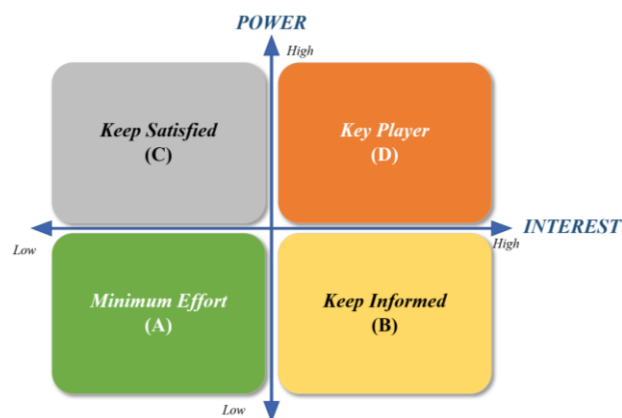 POWER
High
Keep Satisfied
(C)
Key Player
(D)
Low
INTEREST
High
Minimum Effort
(A)
Keep Informed
(B)
Low